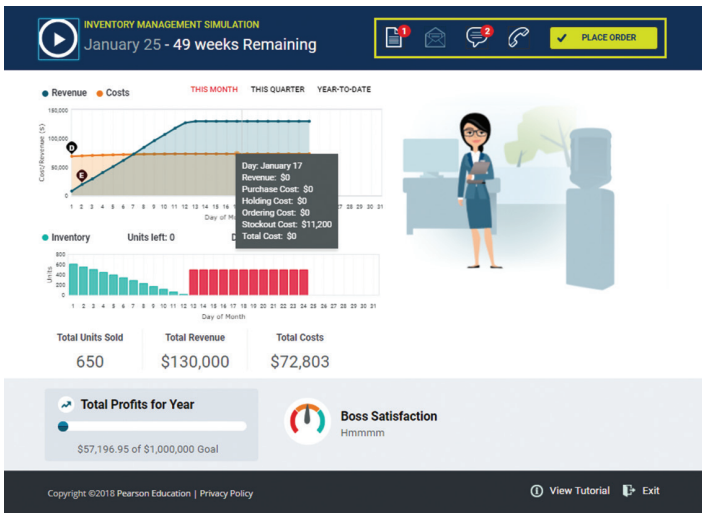 INVENTORY MANAGEMENT SIMULATION
January 25 - 49 weeks Remaining
1
2
PLACE ORDER
Revenue Costs
THIS MONTH THIS QUARTER YEAR-TO-DATE
Cost/Revenue ($)
150,000
100,000
50,000
0
D
E
1 2 3 4 5 6 7 8 9 10 11 12 13 14 15 16 17 28 29 30 31
Day of Mo
Day: January 17
Revenue: $0
Purchase Cost: $0
Holding Cost: $0
Ordering Cost: $0
Stockout Cost: $11,200
Total Cost: $0
Inventory Units left: 0 D
Units
800
600
400
200
0
1 2 3 4 5 6 7 8 9 10 11 12 13 14 15 16 17 18 19 20 21 22 23 24 25 26 27 28 29 30 31
Day of Month
Total Units Sold Total Revenue Total Costs
650 $130,000 $72,803
Total Profits for Year
$57,196.95 of $1,000,000 Goal
Boss Satisfaction
Hmmmm
Copyright ©2018 Pearson Education | Privacy Policy
View Tutorial Exit